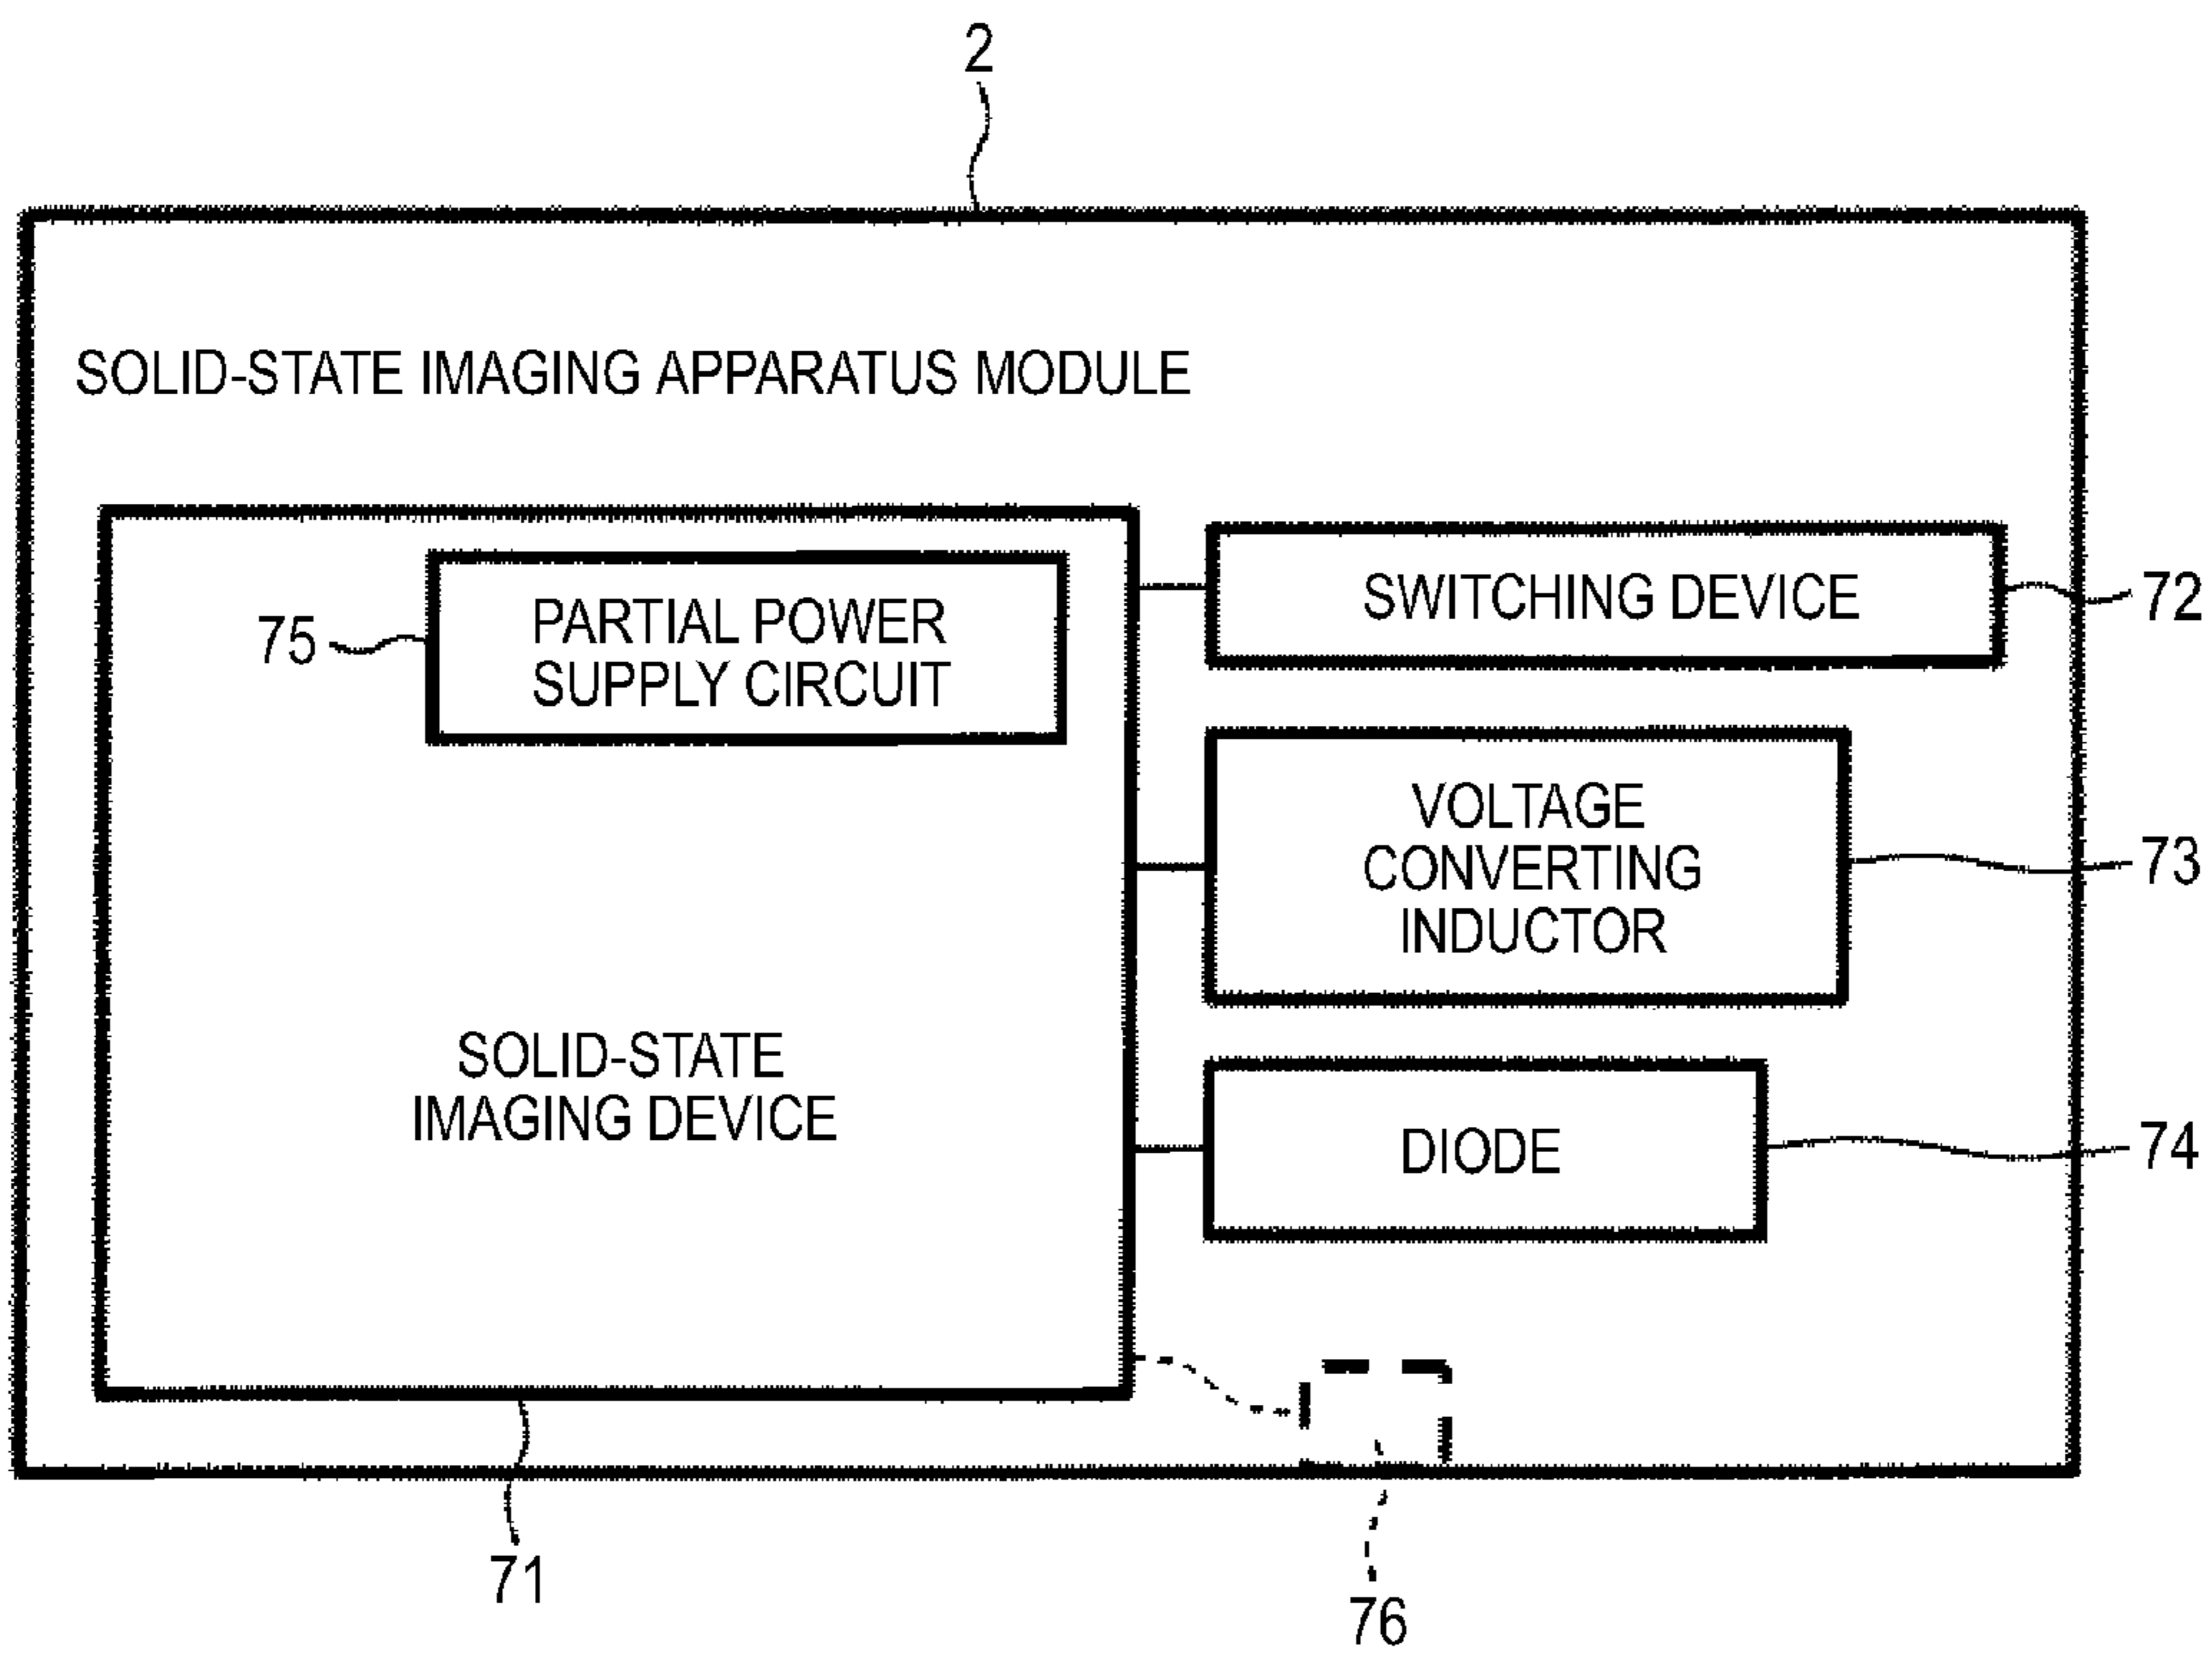 2
SOLID-STATE IMAGING APPARATUS MODULE
75
PARTIAL POWER
SUPPLY CIRCUIT
SWITCHING DEVICE
72
VOLTAGE
CONVERTING
INDUCTOR
73
SOLID-STATE
IMAGING DEVICE
DIODE
74
71
76